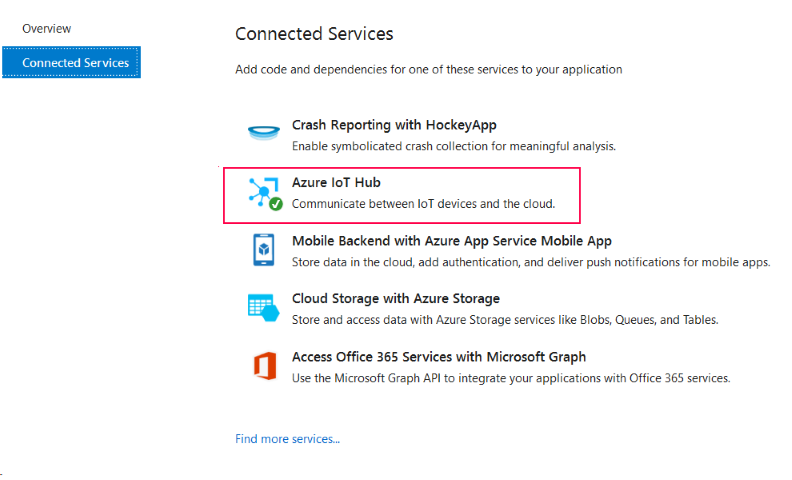 Overview
Connected Services
Connected Services
Add code and dependencies for one of these services to your application
Crash Reporting with HockeyApp
Enable symbolicated crash collection for meaningful analysis.
Azure IoT Hub
Communicate between IoT devices and the cloud.
Mobile Backend with Azure App Service Mobile App
Store data in the cloud, add authentication, and deliver push notifications for mobile apps.
Cloud Storage with Azure Storage
Store and access data with Azure Storage services like Blobs, Queues, and Tables.
Access Office 365 Services with Microsoft Graph
Use the Microsoft Graph API to integrate your applications with Office 365 services.
Find more services...